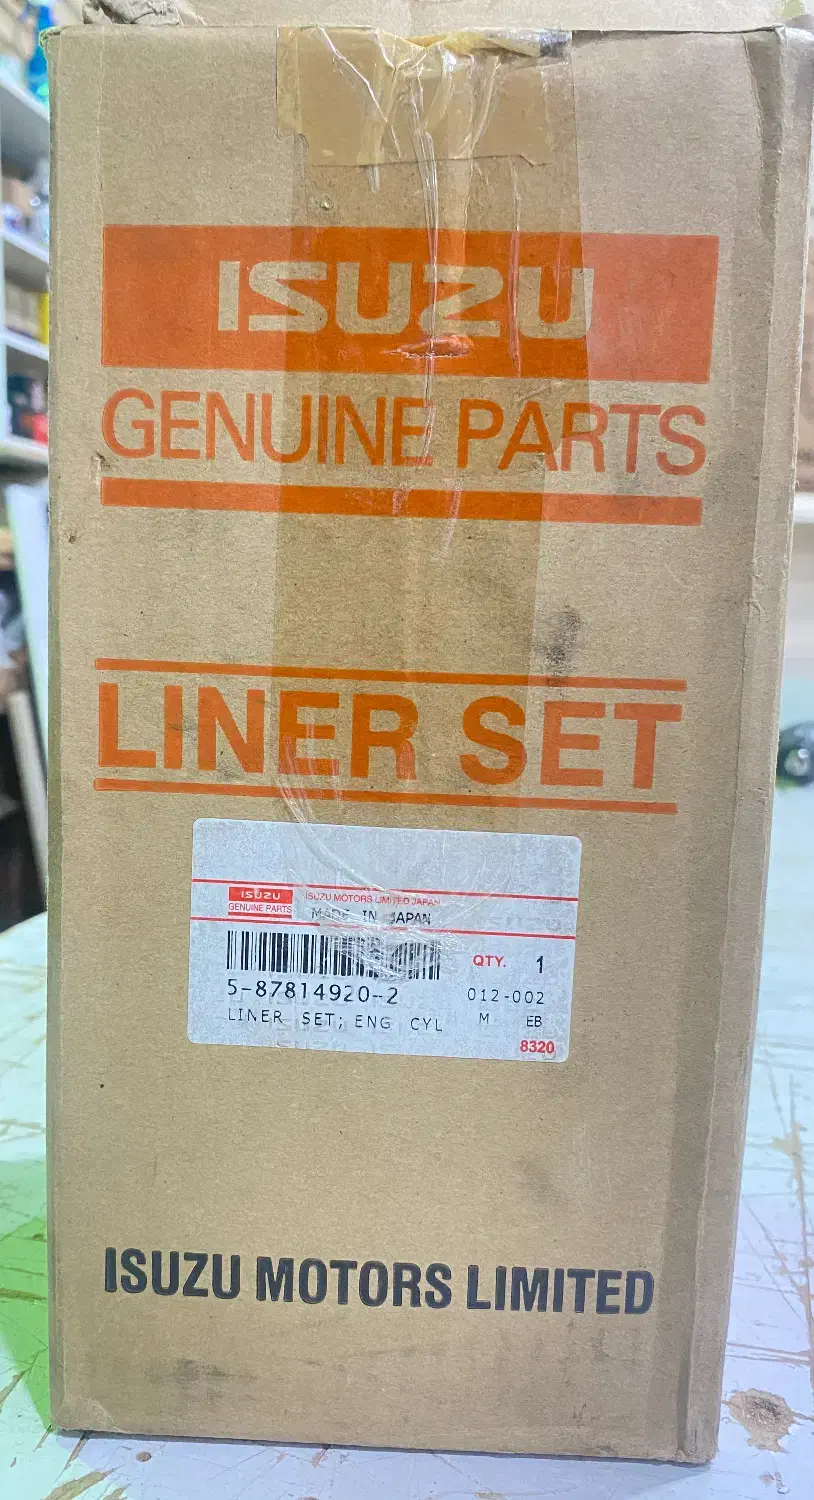 ISUZU
GENUINE PARTS
LINER SET
ISUZU
GENUINE PARTS
ISUZU MOTORS LIMITED JAPAN
MADE IN JAPAN
QTY. 1
5-87814920-2
012-002
LINER SET; ENG CYL
M EB
8320
ISUZU MOTORS LIMITED